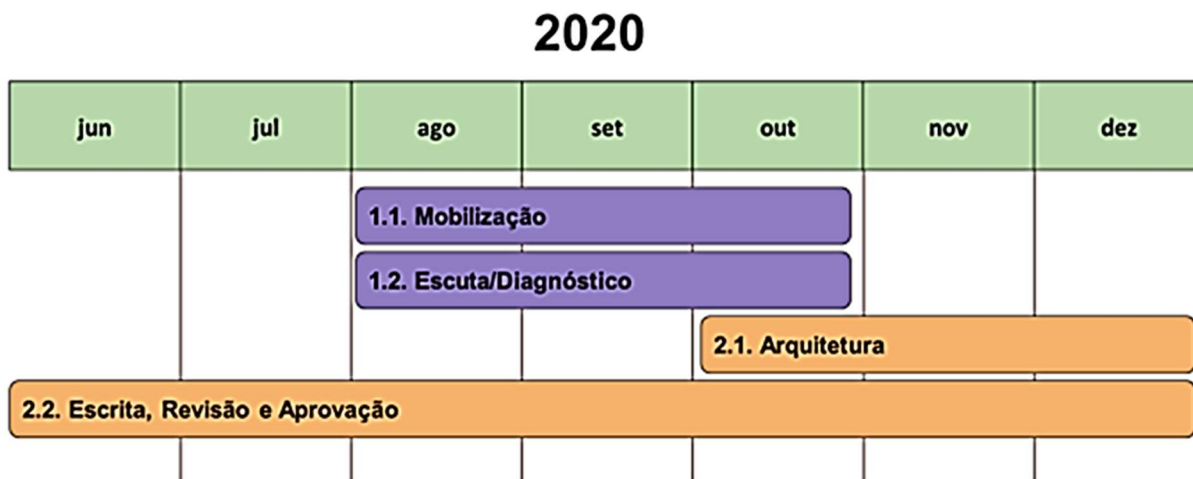 2020
jun jul ago set out nov dez
1.1. Mobilização
1.2. Escuta/Diagnóstico
2.1. Arquitetura
2.2. Escrita, Revisão e Aprovação